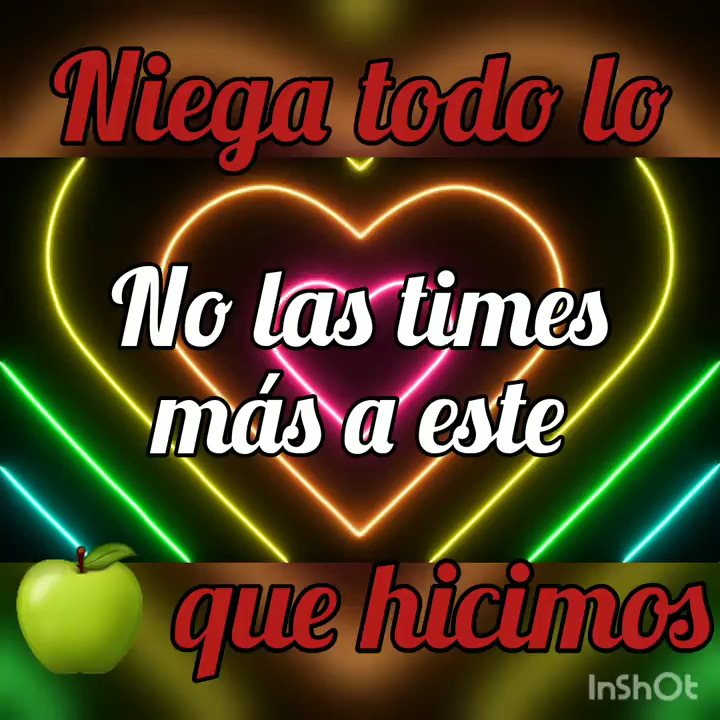 Niega todo lo
No las times
más a este
que hicimos
InShOt